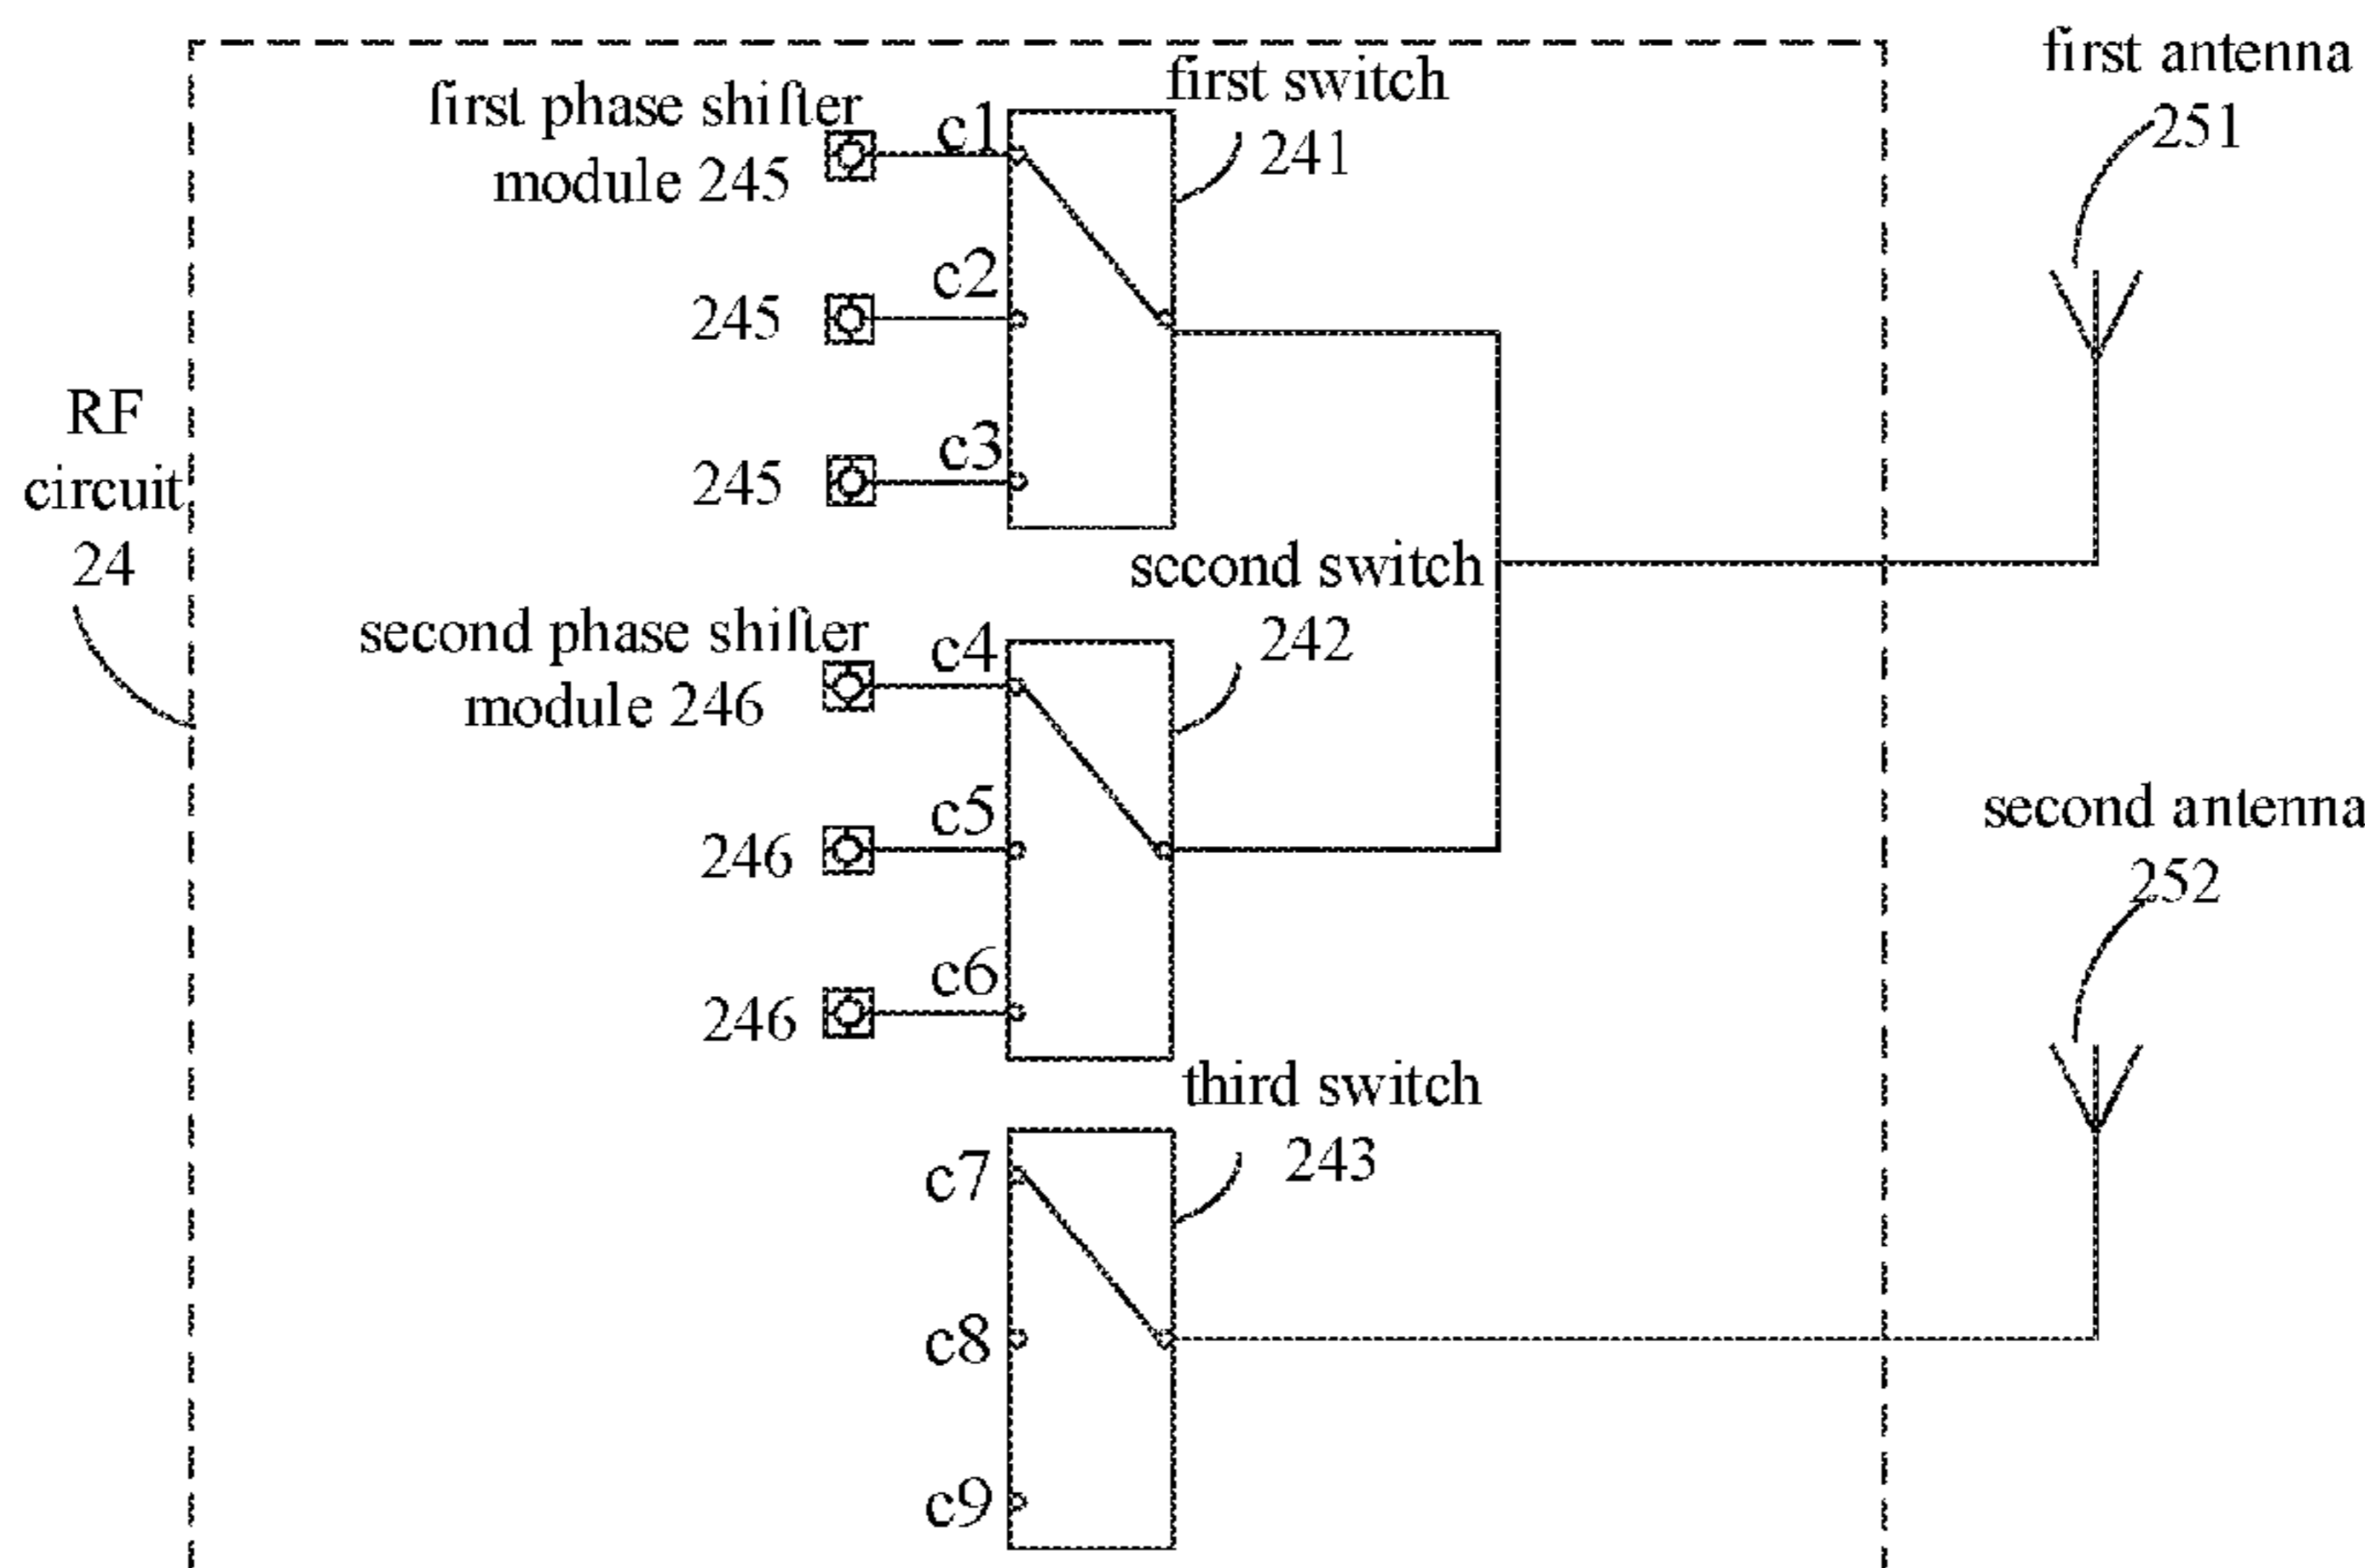 first antenna
251
first switch
241
first phase shifter
module 245
c1
c2
245
c3
245
RF
circuit
24
second switch
242
second phase shifter
module 246
c4
c5
246
c6
246
second antenna
252
third switch
243
c7
c8
c9